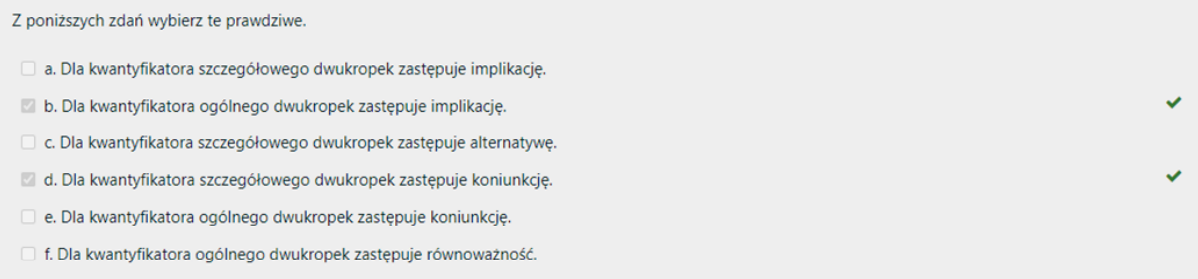 Z poniższych zdań wybierz te prawdziwe.
a. Dla kwantyfikatora szczegółowego dwukropek zastępuje implikację.
b. Dla kwantyfikatora ogólnego dwukropek zastępuje implikację.
c. Dla kwantyfikatora szczegółowego dwukropek zastępuje alternatywę.
d. Dla kwantyfikatora szczegółowego dwukropek zastępuje koniunkcję.
e. Dla kwantyfikatora ogólnego dwukropek zastępuje koniunkcję.
f. Dla kwantyfikatora ogólnego dwukropek zastępuje równoważność.